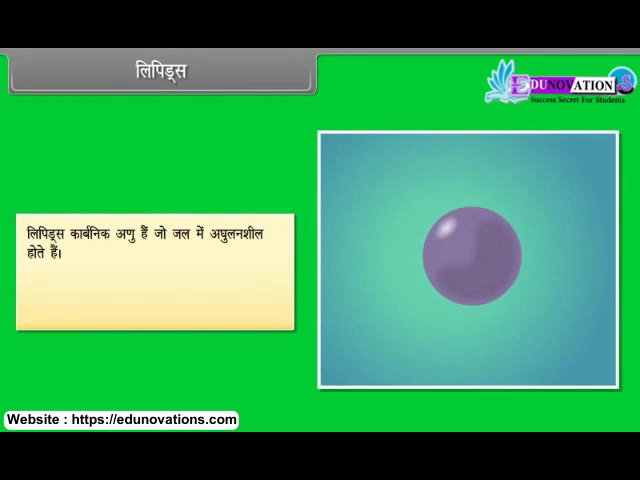 लिपिड्स
EDUNOVATIONS
Success Secret For Students
लिपिड्स कार्बनिक अणु हैं जो जल में अघुलनशील
होते हैं।
Website : https://edunovations.com